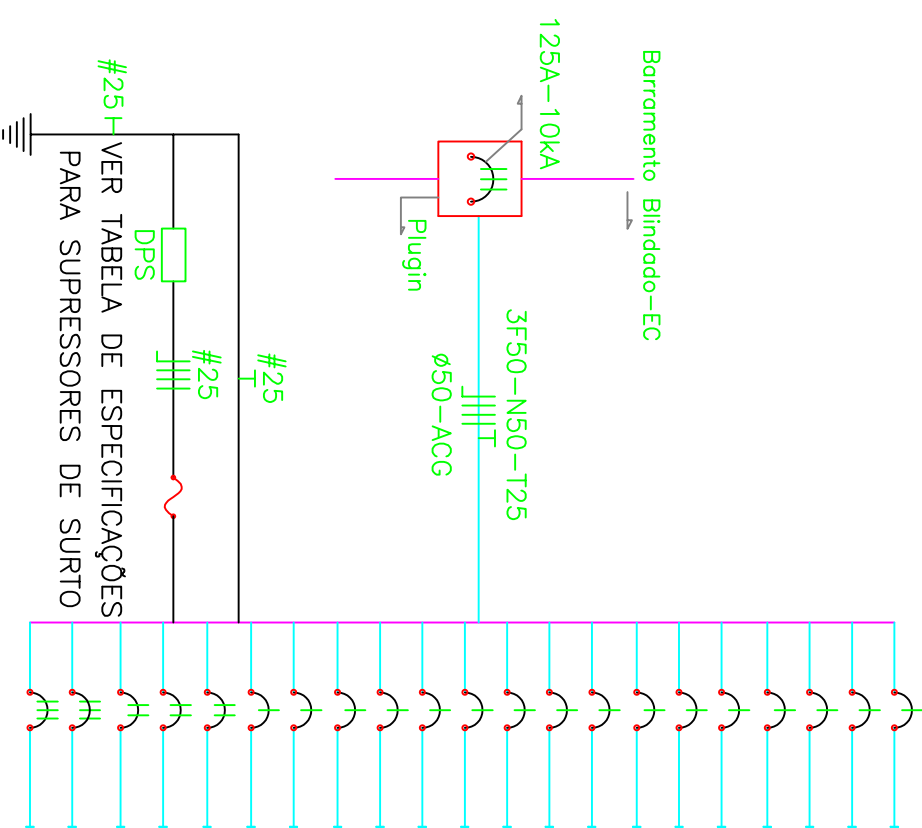 Barramento Blindado-EC
125A-10kA
Plugin
3F50-N50-T25
ø50-ACG
#25
#25
DPS
#25
VER TABELA DE ESPECIFICAÇÕES
PARA SUPRESSORES DE SURTO